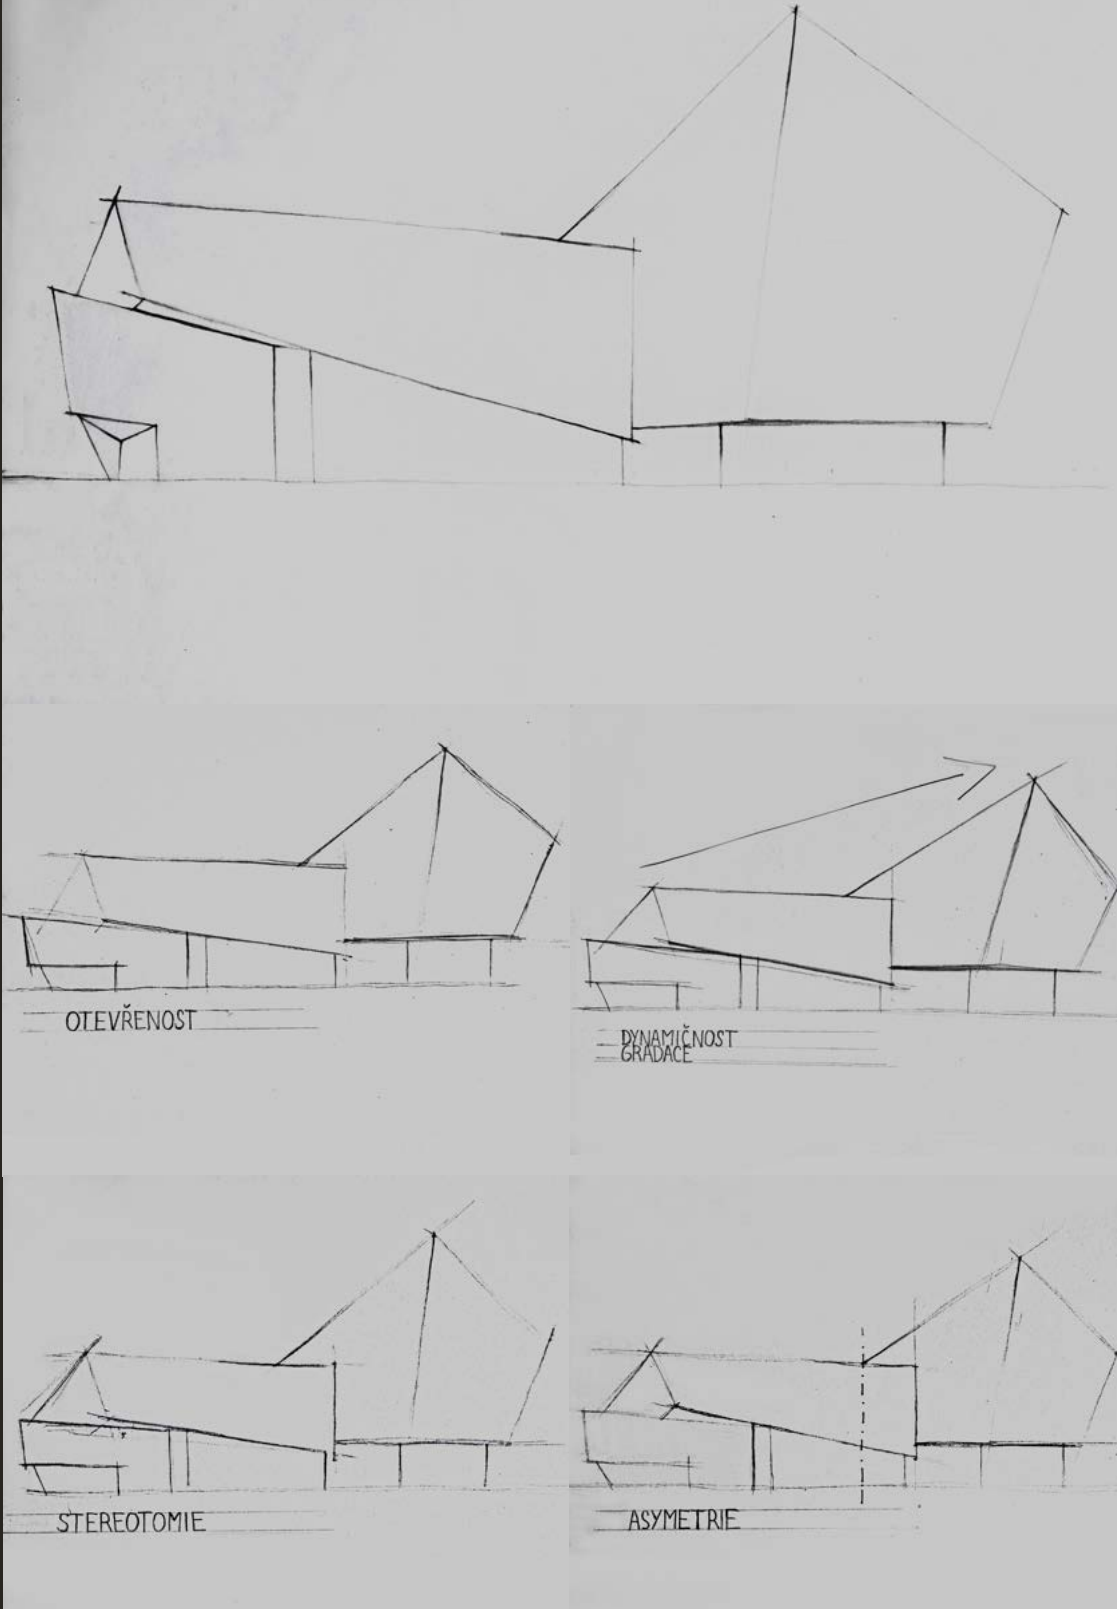 OTEVŘENOST
DYNAMIČNOST
GRADACE
STEREOTOMIE
ASYMETRIE